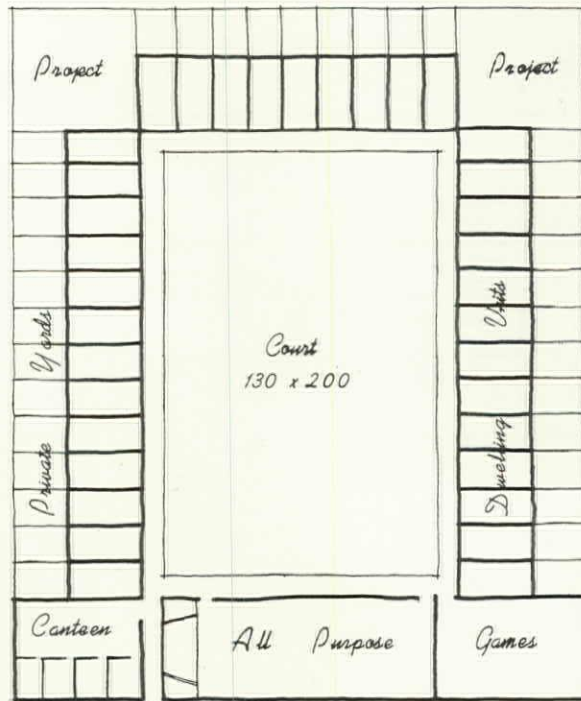 Project
Project
Private Yards
Court
130 x 200
Dwelling Units
Canteen
All Purpose
Games